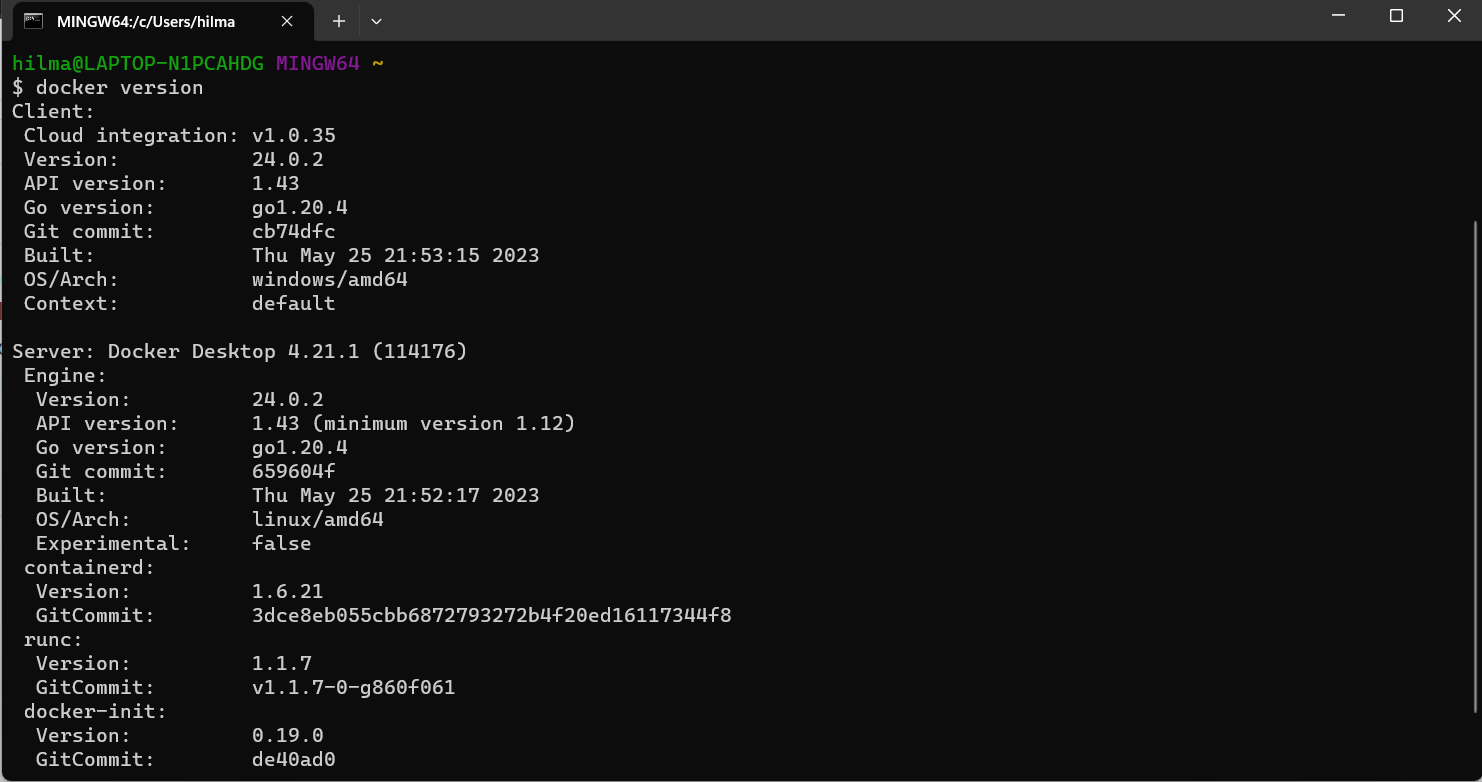 MINGW64:/c/Users/hilma
hilma@LAPTOP-N1PCAHDG MINGW64 ~
$ docker version
Client:
 Cloud integration: v1.0.35
 Version:           24.0.2
 API version:       1.43
 Go version:        go1.20.4
 Git commit:        cb74dfc
 Built:             Thu May 25 21:53:15 2023
 OS/Arch:           windows/amd64
 Context:           default

Server: Docker Desktop 4.21.1 (114176)
 Engine:
  Version:          24.0.2
  API version:      1.43 (minimum version 1.12)
  Go version:       go1.20.4
  Git commit:       659604f
  Built:            Thu May 25 21:52:17 2023
  OS/Arch:          linux/amd64
  Experimental:     false
 containerd:
  Version:          1.6.21
  GitCommit:        3dce8eb055cbb6872793272b4f20ed16117344f8
 runc:
  Version:          1.1.7
  GitCommit:        v1.1.7-0-g860f061
 docker-init:
  Version:          0.19.0
  GitCommit:        de40ad0